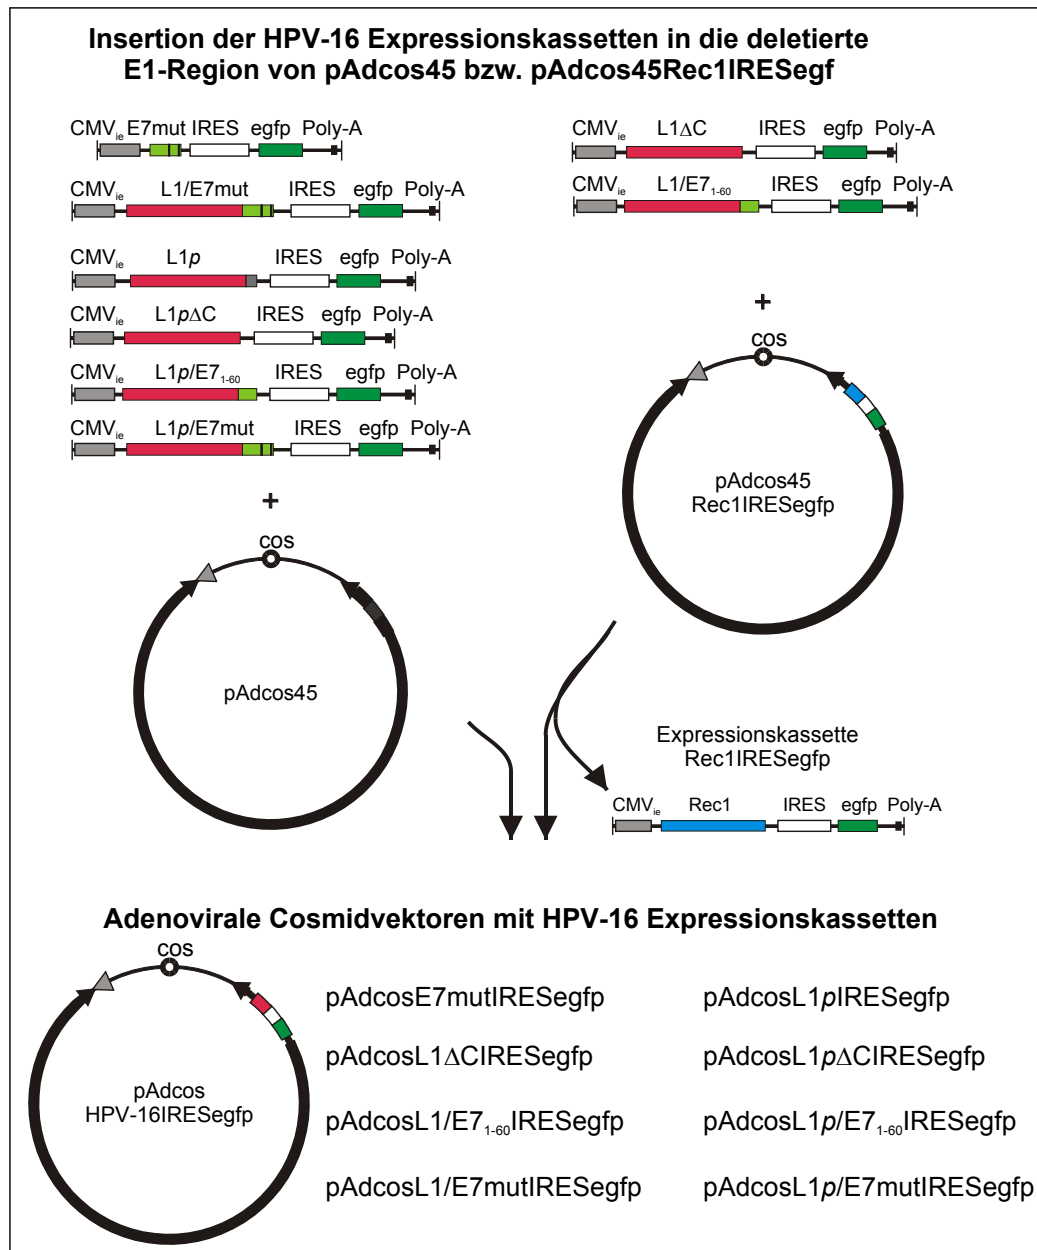 Insertion der HPV-16 Expressionskassetten in die deletierte
E1-Region von pAdcos45 bzw. pAdcos45Rec1IRESegf
CMVie E7mut IRES egfp Poly-A
CMVie L1/E7mut IRES egfp Poly-A
CMVie L1p IRES egfp Poly-A
CMVie L1pΔC IRES egfp Poly-A
CMVie L1p/E71-60 IRES egfp Poly-A
CMVie L1p/E7mut IRES egfp Poly-A
+
cos
pAdcos45
CMVie L1ΔC IRES egfp Poly-A
CMVie L1/E71-60 IRES egfp Poly-A
+
cos
pAdcos45
Rec1IRESegfp
Expressionskassette
Rec1IRESegfp
CMVie Rec1 IRES egfp Poly-A
Adenovirale Cosmidvektoren mit HPV-16 Expressionskassetten
cos
pAdcos
HPV-16IRESegfp
pAdcosE7mutIRESegfp
pAdcosL1ΔCIRESegfp
pAdcosL1/E71-60IRESegfp
pAdcosL1/E7mutIRESegfp
pAdcosL1pIRESegfp
pAdcosL1pΔCIRESegfp
pAdcosL1p/E71-60IRESegfp
pAdcosL1p/E7mutIRESegfp